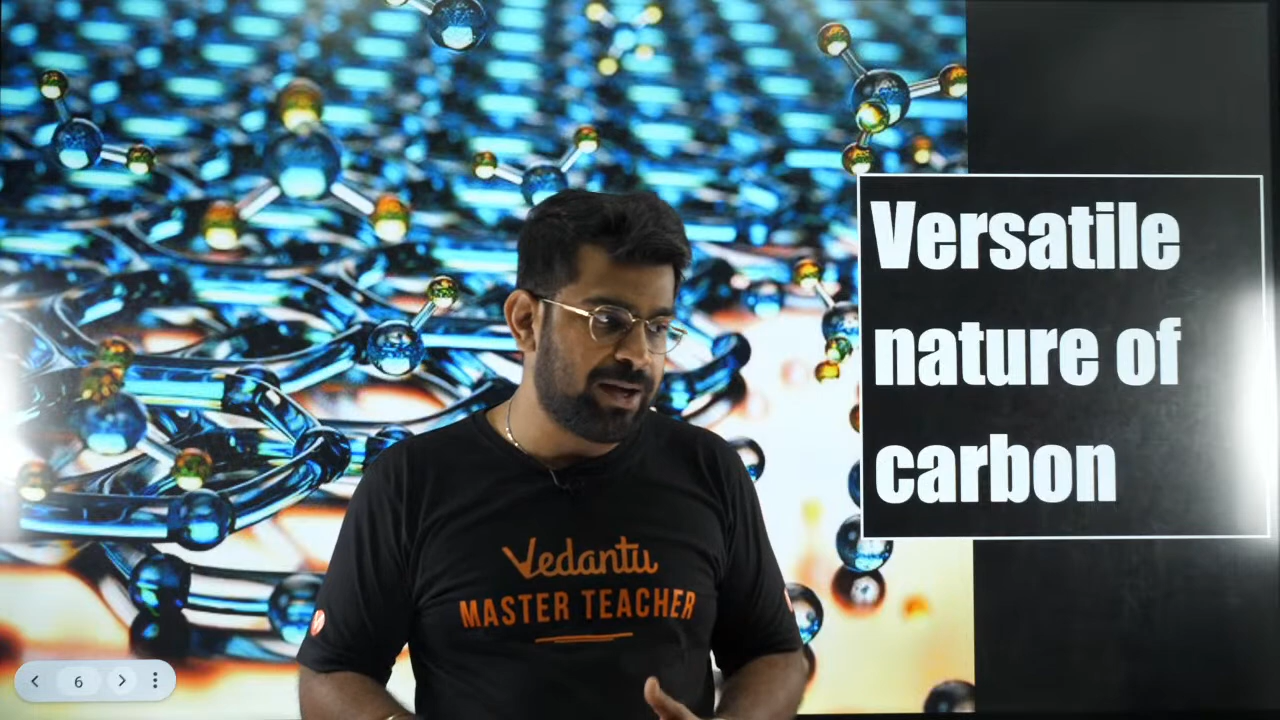 Versatile
nature of
carbon
Vedantu
MASTER TEACHER
6